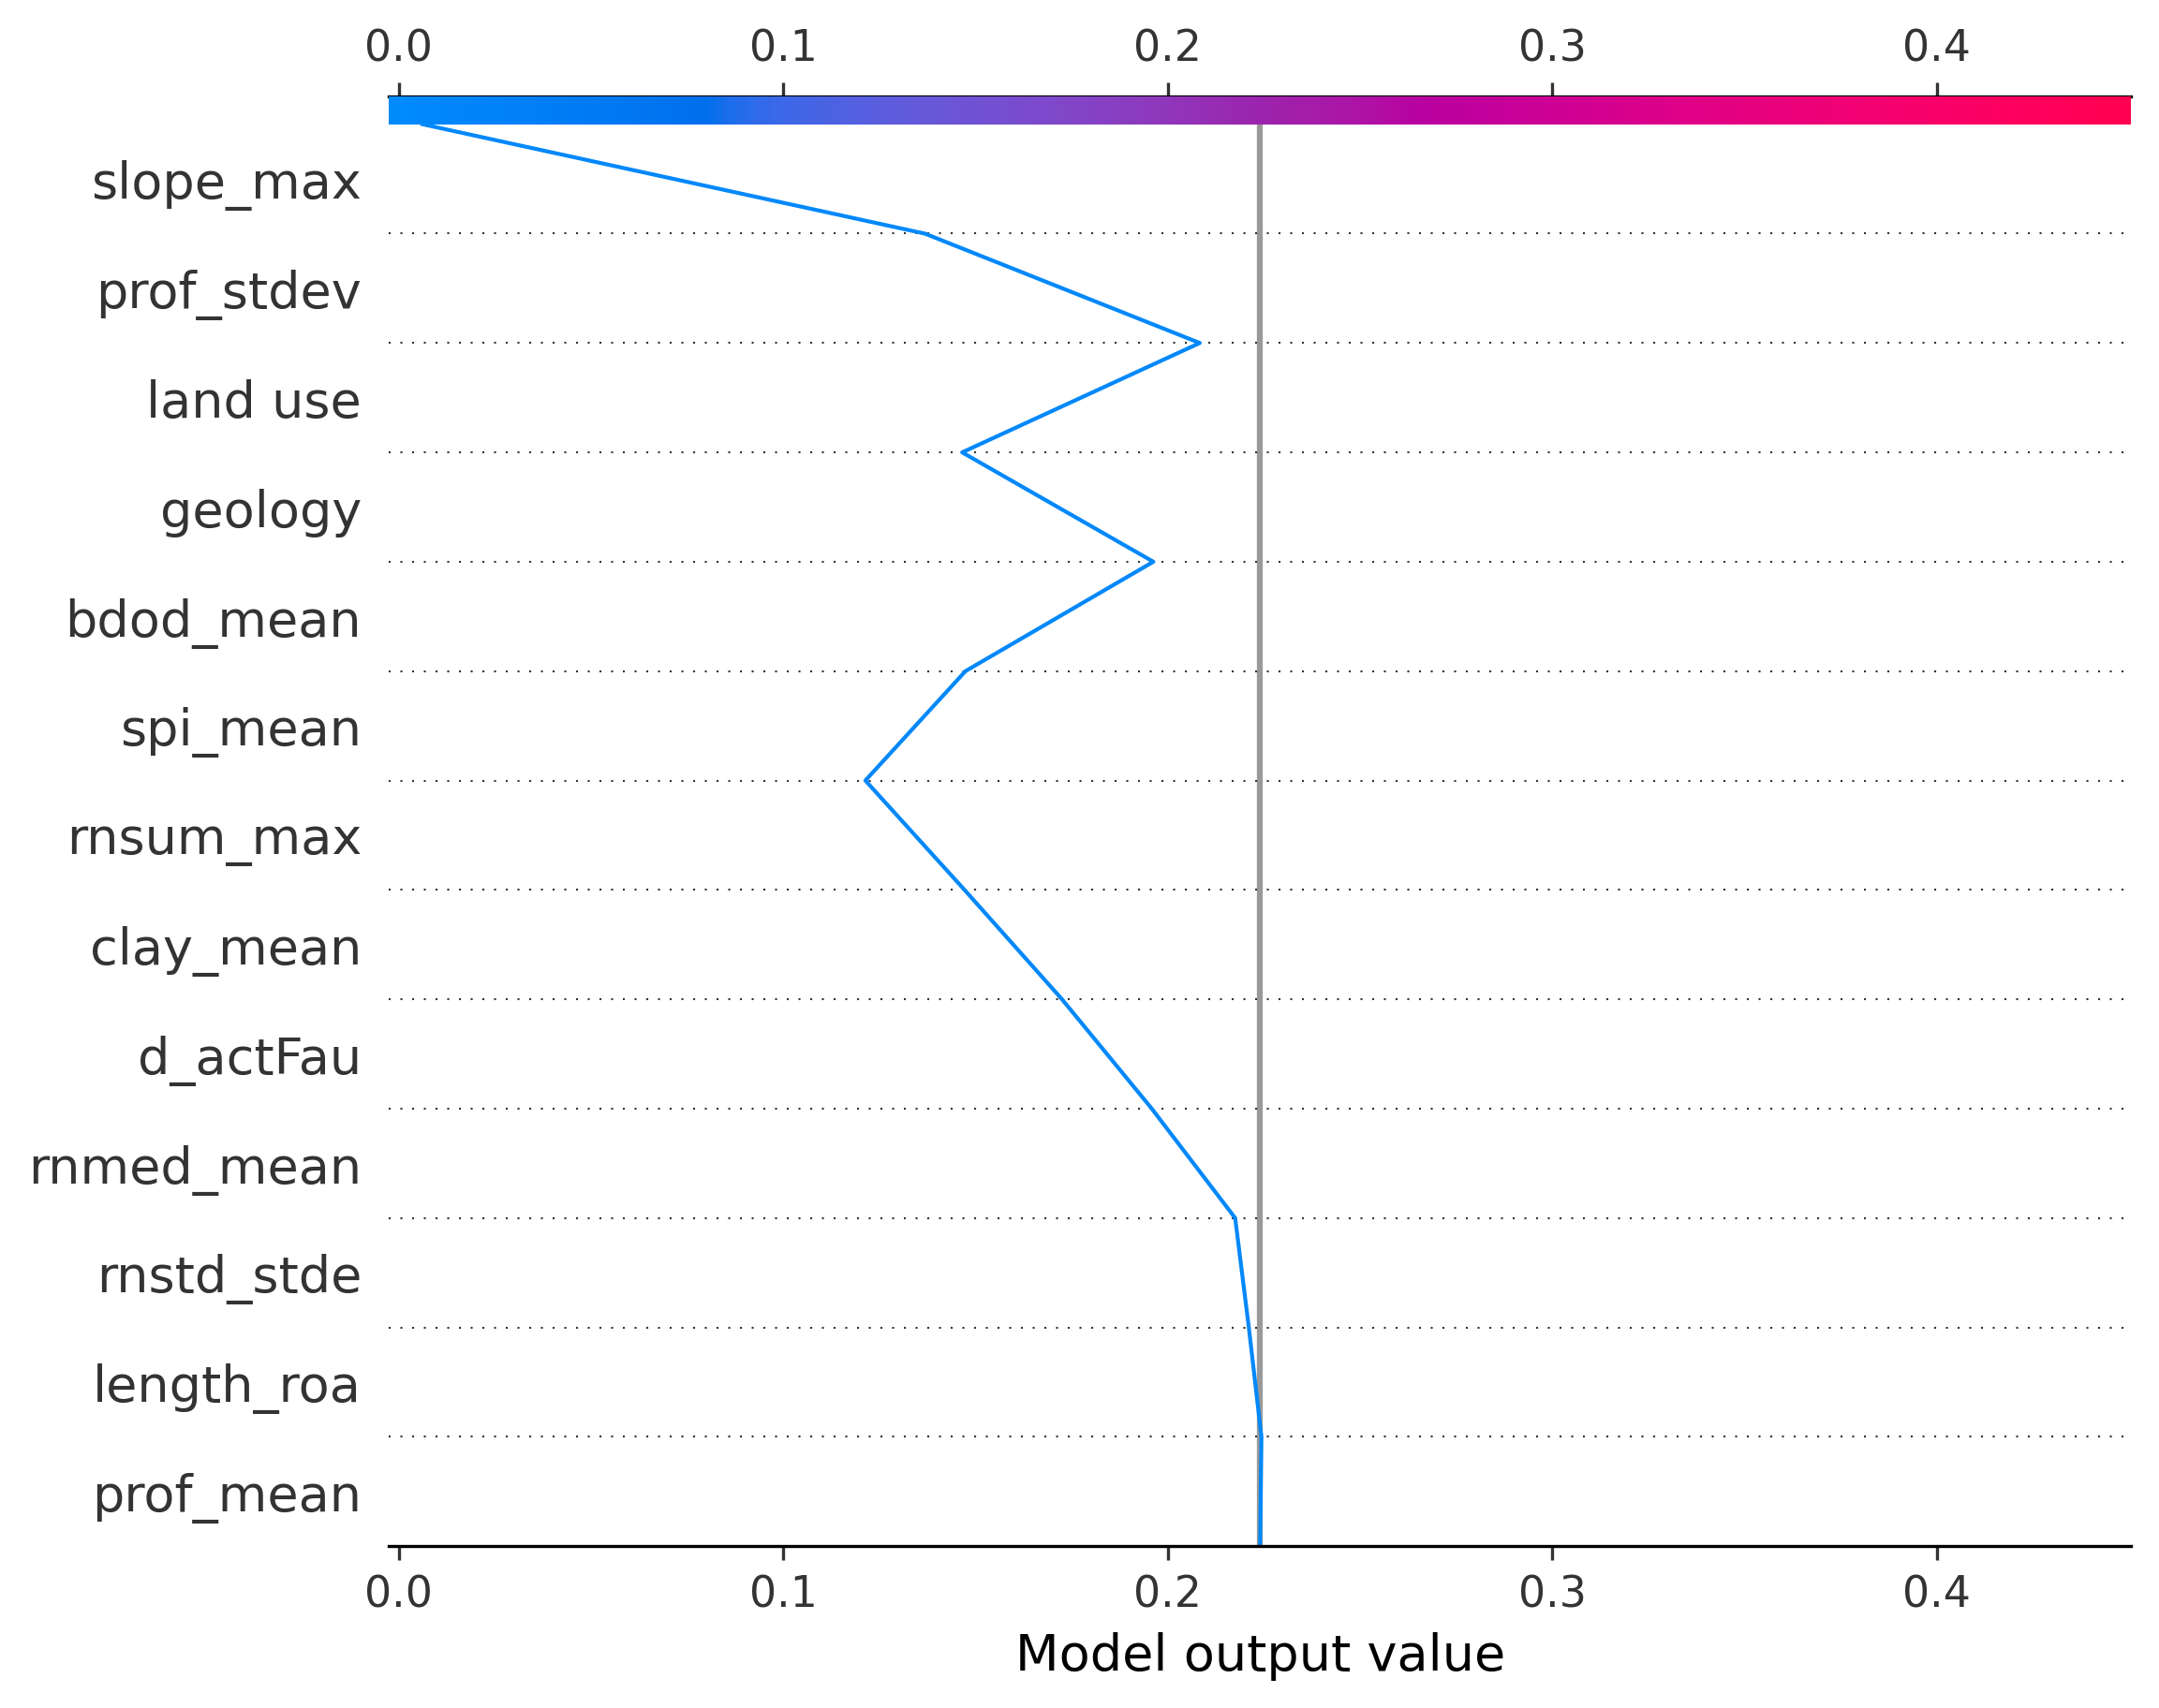 0.0 0.1 0.2 0.3 0.4
slope_max
prof_stdev
land use
geology
bdod_mean
spi_mean
rnsum_max
clay_mean
d_actFau
rnmed_mean
rnstd_stde
length_roa
prof_mean
0.0 0.1 0.2 0.3 0.4
Model output value